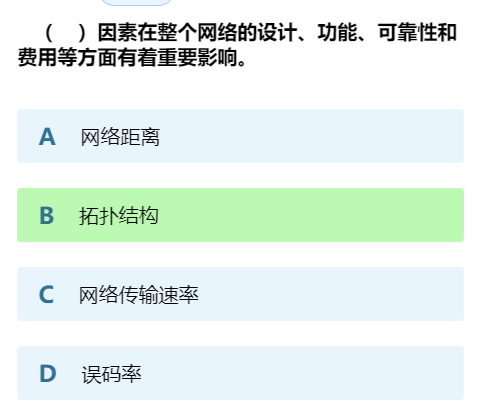 （　）因素在整个网络的设计、功能、可靠性和
费用等方面有着重要影响。
A 网络距离
B 拓扑结构
C 网络传输速率
D 误码率